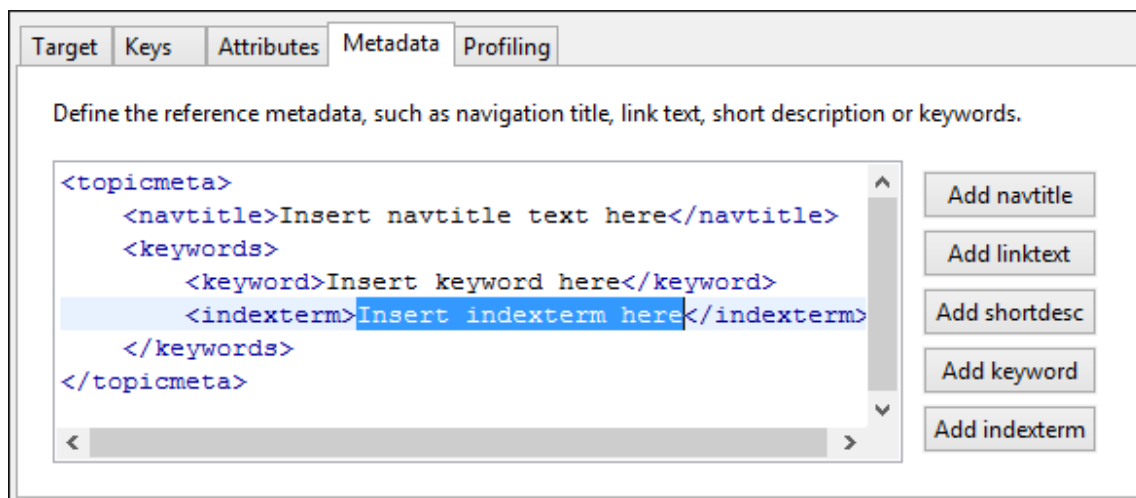 Target Keys Attributes Metadata Profiling
Define the reference metadata, such as navigation title, link text, short description or keywords.
<topicmeta>
    <navtitle>Insert navtitle text here</navtitle>
    <keywords>
        <keyword>Insert keyword here</keyword>
        <indexterm>Insert indexterm here</indexterm>
    </keywords>
</topicmeta>
Add navtitle
Add linktext
Add shortdesc
Add keyword
Add indexterm